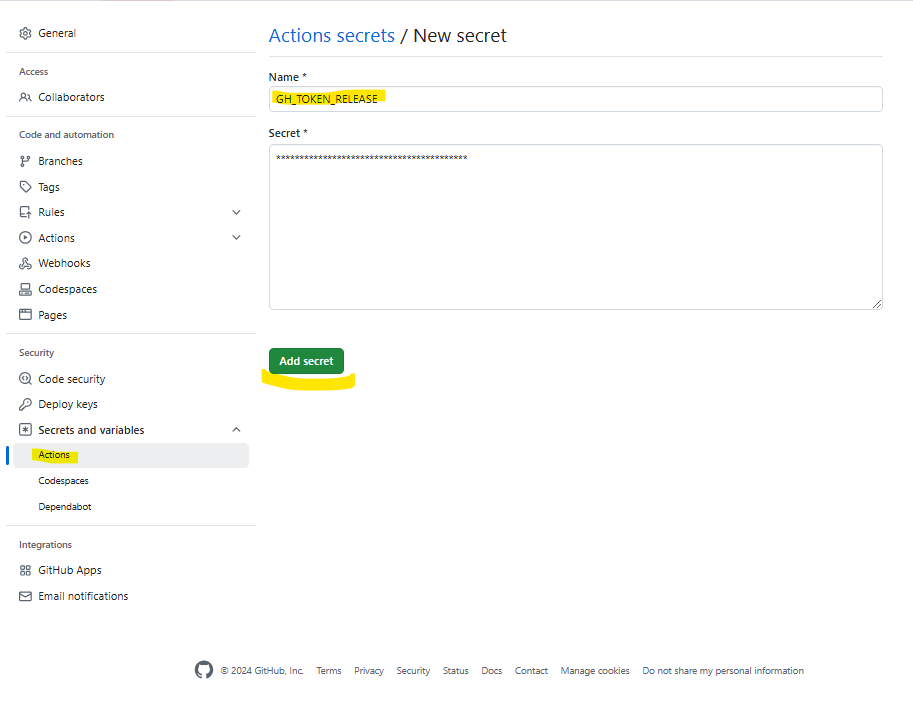 General
Access
Collaborators
Code and automation
Branches
Tags
Rules
Actions
Webhooks
Codespaces
Pages
Security
Code security
Deploy keys
Secrets and variables
Actions
Codespaces
Dependabot
Integrations
GitHub Apps
Email notifications
Actions secrets / New secret
Name *
GH_TOKEN_RELEASE
Secret *
*****************************************
Add secret
© 2024 GitHub, Inc. Terms Privacy Security Status Docs Contact Manage cookies Do not share my personal information